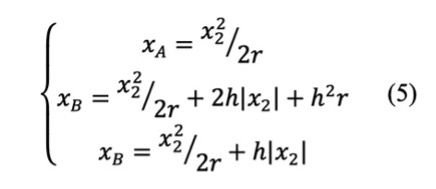 x_A = x_2^2/2r
x_B = x_2^2/2r + 2h|x_2| + h^2r (5)
x_B = x_2^2/2r + h|x_2|